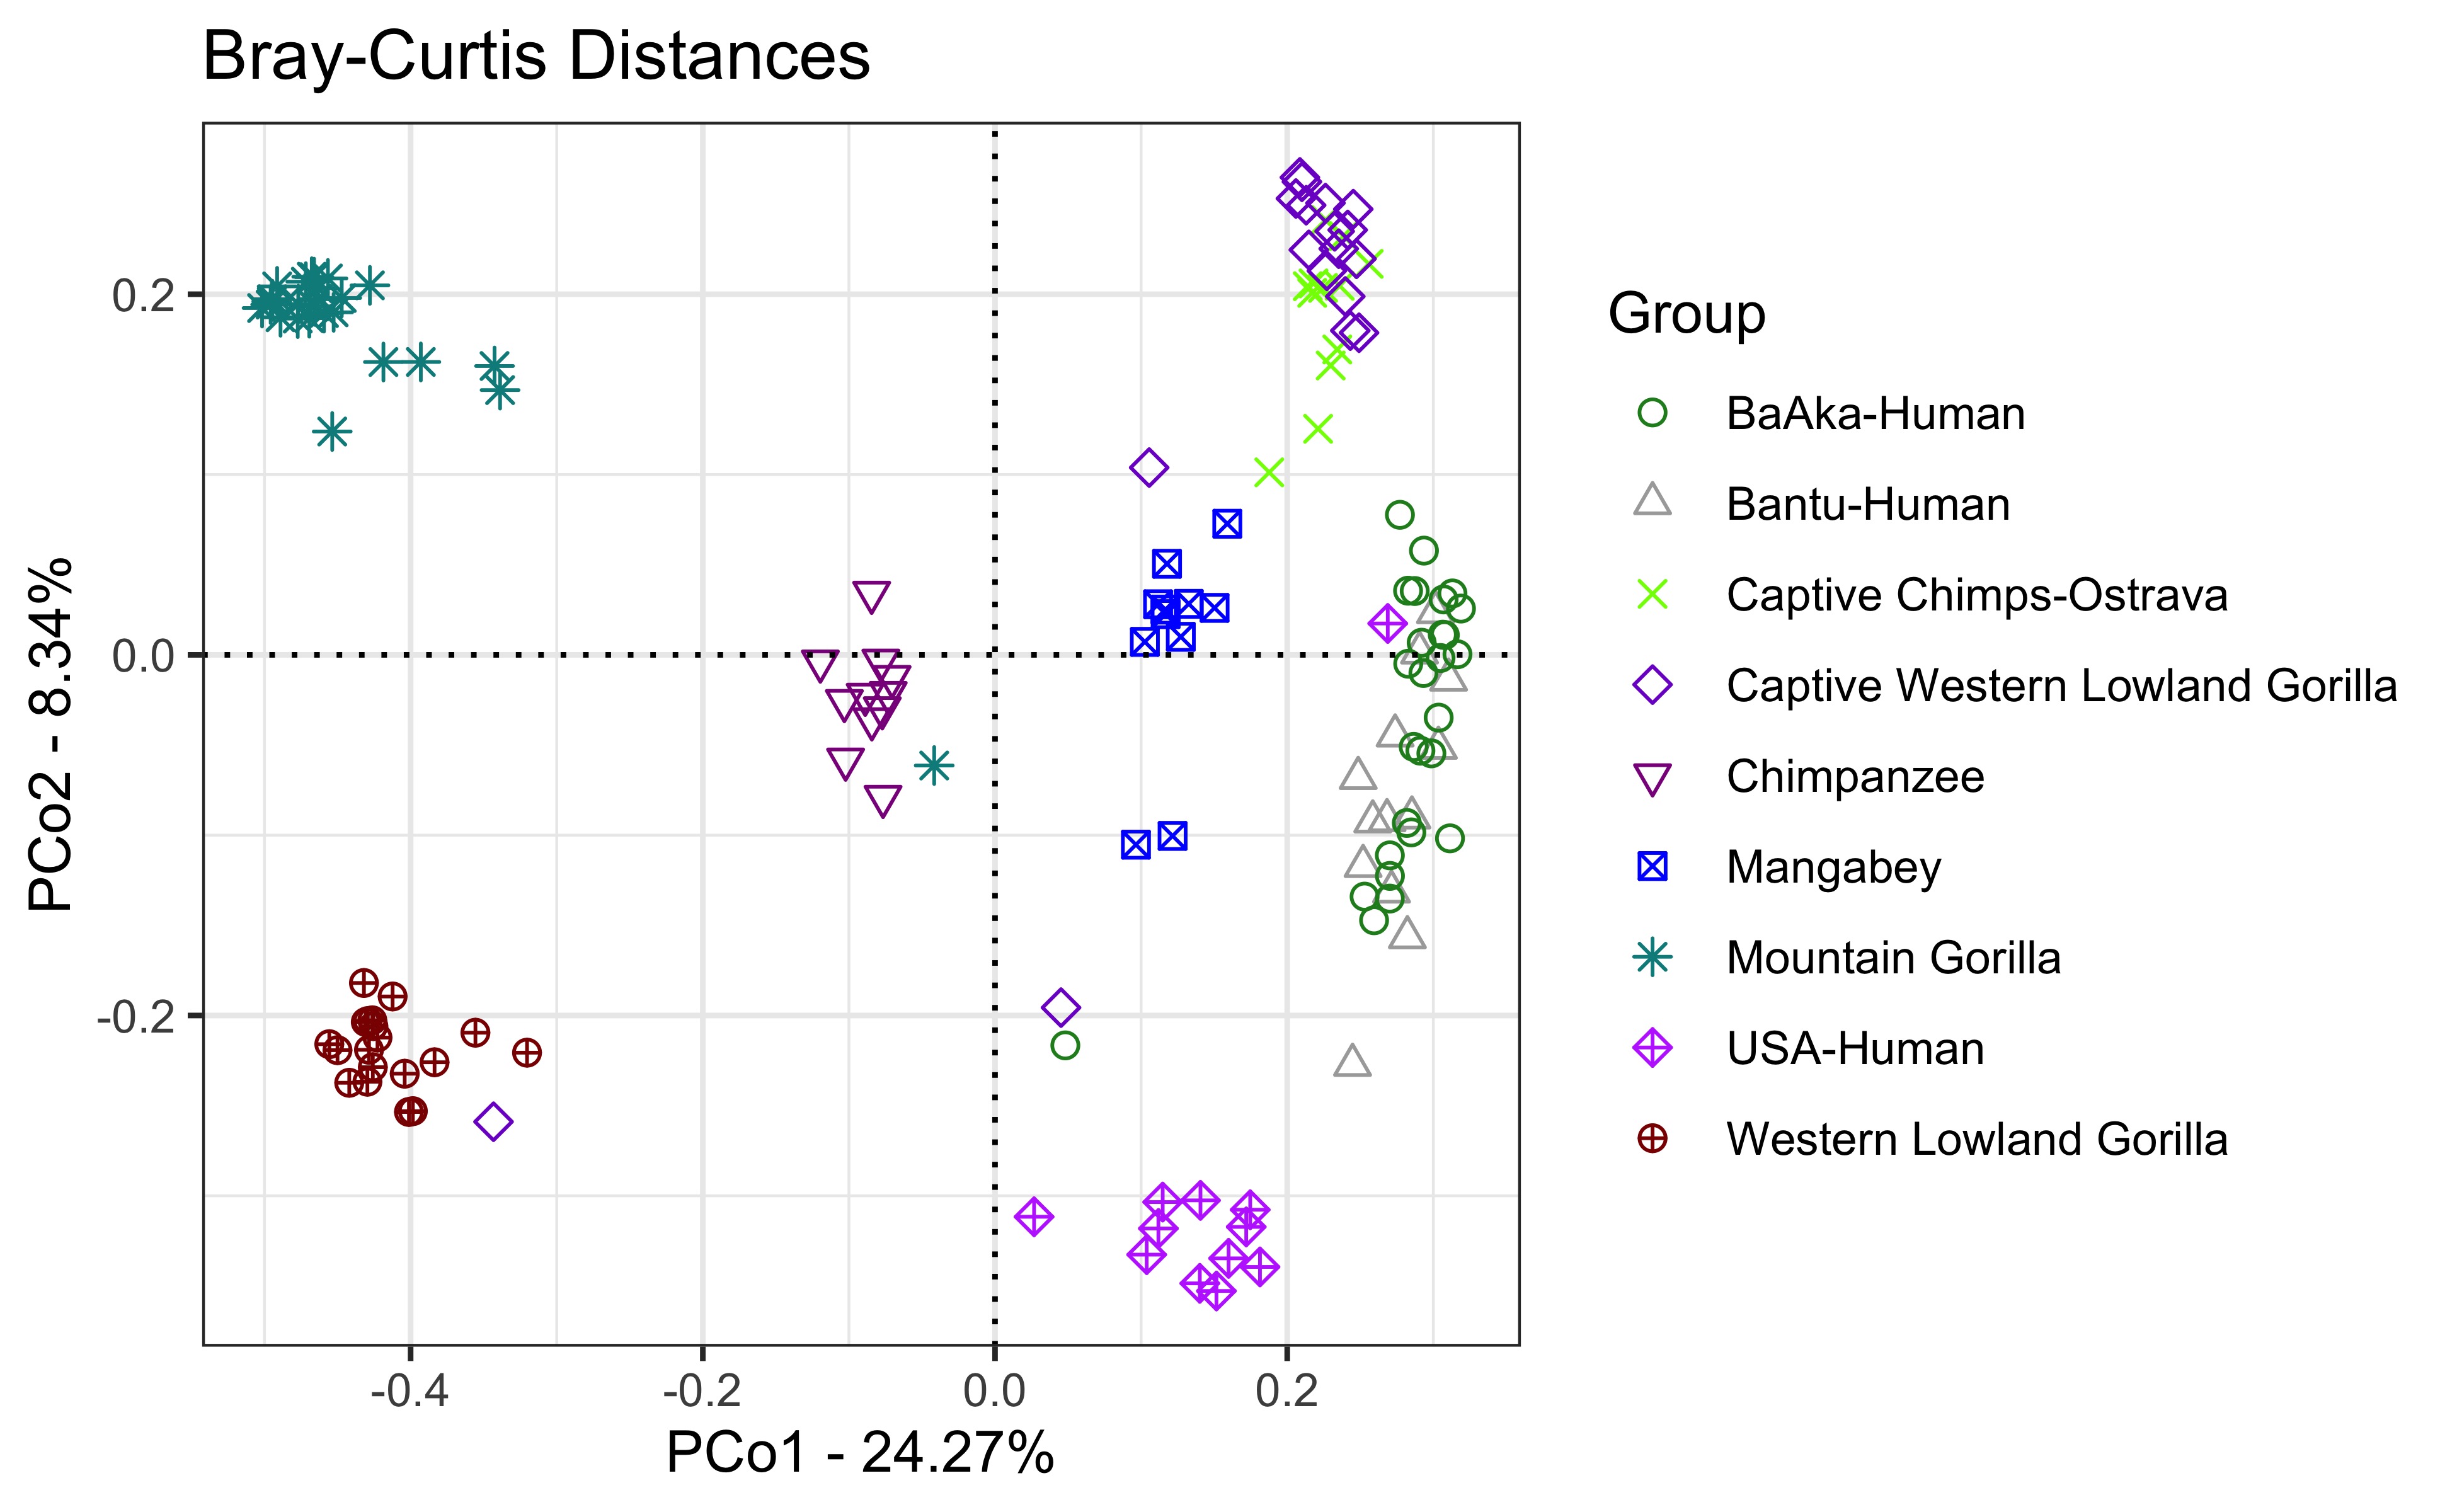 Bray-Curtis Distances
PCo2 - 8.34%
0.2
0.0
-0.2
-0.4
-0.2
0.0
0.2
PCo1 - 24.27%
Group
BaAka-Human
Bantu-Human
Captive Chimps-Ostrava
Captive Western Lowland Gorilla
Chimpanzee
Mangabey
Mountain Gorilla
USA-Human
Western Lowland Gorilla